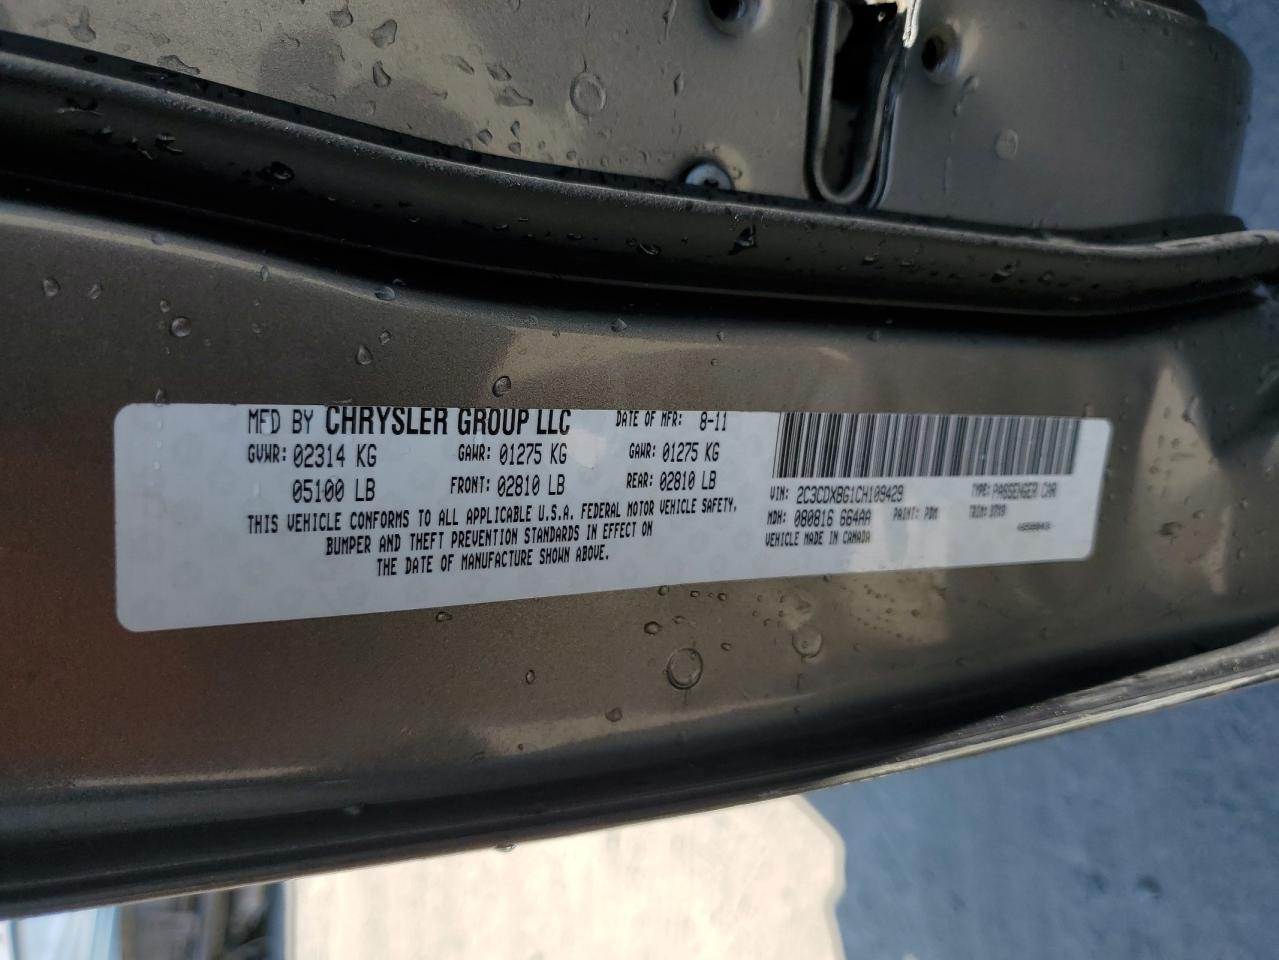 MFD BY CHRYSLER GROUP LLC DATE OF MFR: 8-11
GVWR: 02314 KG GAWR: 01275 KG GAWR: 01275 KG
05100 LB FRONT: 02810 LB REAR: 02810 LB
THIS VEHICLE CONFORMS TO ALL APPLICABLE U.S.A. FEDERAL MOTOR VEHICLE SAFETY,
BUMPER AND THEFT PREVENTION STANDARDS IN EFFECT ON
THE DATE OF MANUFACTURE SHOWN ABOVE.
VIN: 2C3CDXBG1CH109429 TYPE: PASSENGER CAR
MDH: 080816 664AA PAINT: PDM TRIM:
VEHICLE MADE IN CANADA